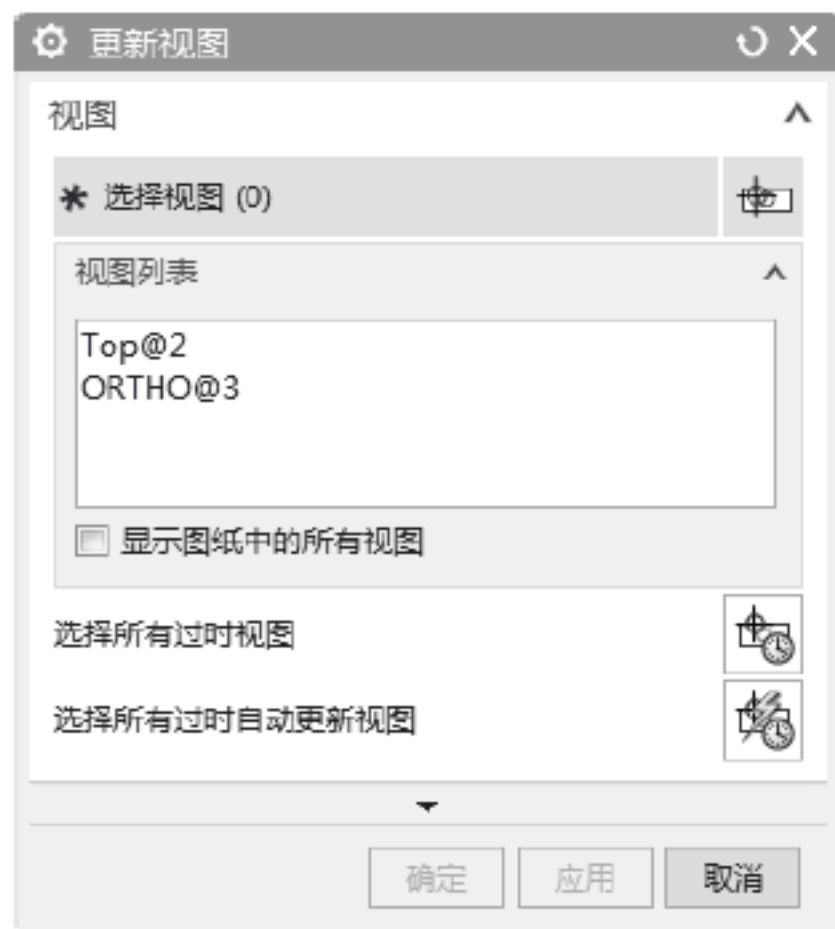 更新视图
视图
* 选择视图 (0)
视图列表
Top@2
ORTHO@3
显示图纸中的所有视图
选择所有过时视图
选择所有过时自动更新视图
确定 应用 取消